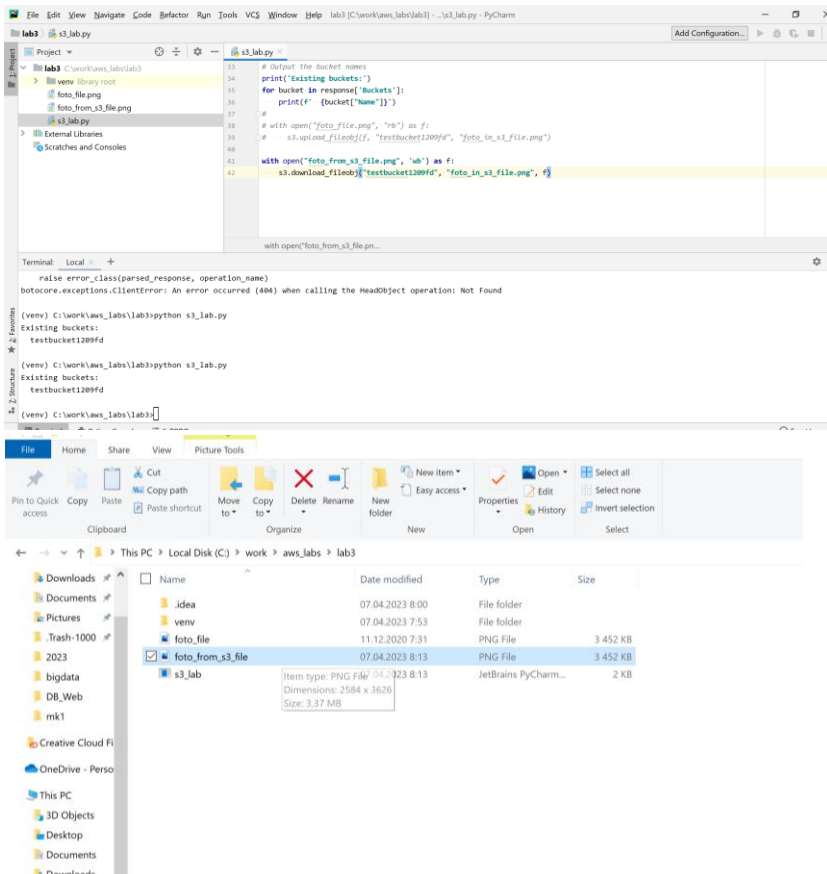 File Edit View Navigate Code Refactor Run Tools VCS Window Help lab3 [C:\work\aws_labs\lab3] - ...\s3_lab.py - PyCharm
lab3 s3_lab.py Add Configuration...
1: Project
Project
s3_lab.py
lab3 C:\work\aws_labs\lab3
venv library root
foto_file.png
foto_from_s3_file.png
s3_lab.py
External Libraries
Scratches and Consoles
33 # Output the bucket names
34 print('Existing buckets:')
35 for bucket in response['Buckets']:
36 print(f' {bucket["Name"]}')
37 #
38 # with open("foto_file.png", "rb") as f:
39 # s3.upload_fileobj(f, "testbucket1209fd", "foto_in_s3_file.png")
40
41 with open("foto_from_s3_file.png", 'wb') as f:
42 s3.download_fileobj("testbucket1209fd", "foto_in_s3_file.png", f)
with open("foto_from_s3_file.pn...
Terminal: Local +
raise error_class(parsed_response, operation_name)
botocore.exceptions.ClientError: An error occurred (404) when calling the HeadObject operation: Not Found
(venv) C:\work\aws_labs\lab3>python s3_lab.py
Existing buckets:
testbucket1209fd
(venv) C:\work\aws_labs\lab3>python s3_lab.py
Existing buckets:
testbucket1209fd
(venv) C:\work\aws_labs\lab3>
2: Favorites
Z: Structure
File Home Share View Picture Tools
Pin to Quick access
Copy
Paste
Cut
Copy path
Paste shortcut
Move to
Copy to
Delete
Rename
New folder
New item
Easy access
Properties
Open
Edit
History
Select all
Select none
Invert selection
Clipboard Organize New Open Select
This PC > Local Disk (C:) > work > aws_labs > lab3
Downloads
Documents
Pictures
.Trash-1000
2023
bigdata
DB_Web
mk1
Creative Cloud Fi
OneDrive - Perso
This PC
3D Objects
Desktop
Documents
Downloads
Name Date modified Type Size
.idea 07.04.2023 8:00 File folder
venv 07.04.2023 7:53 File folder
foto_file 11.12.2020 7:31 PNG File 3 452 KB
foto_from_s3_file 07.04.2023 8:13 PNG File 3 452 KB
s3_lab 07.04.2023 8:13 JetBrains PyCharm... 2 KB
Item type: PNG File
Dimensions: 2584 x 3626
Size: 3,37 MB